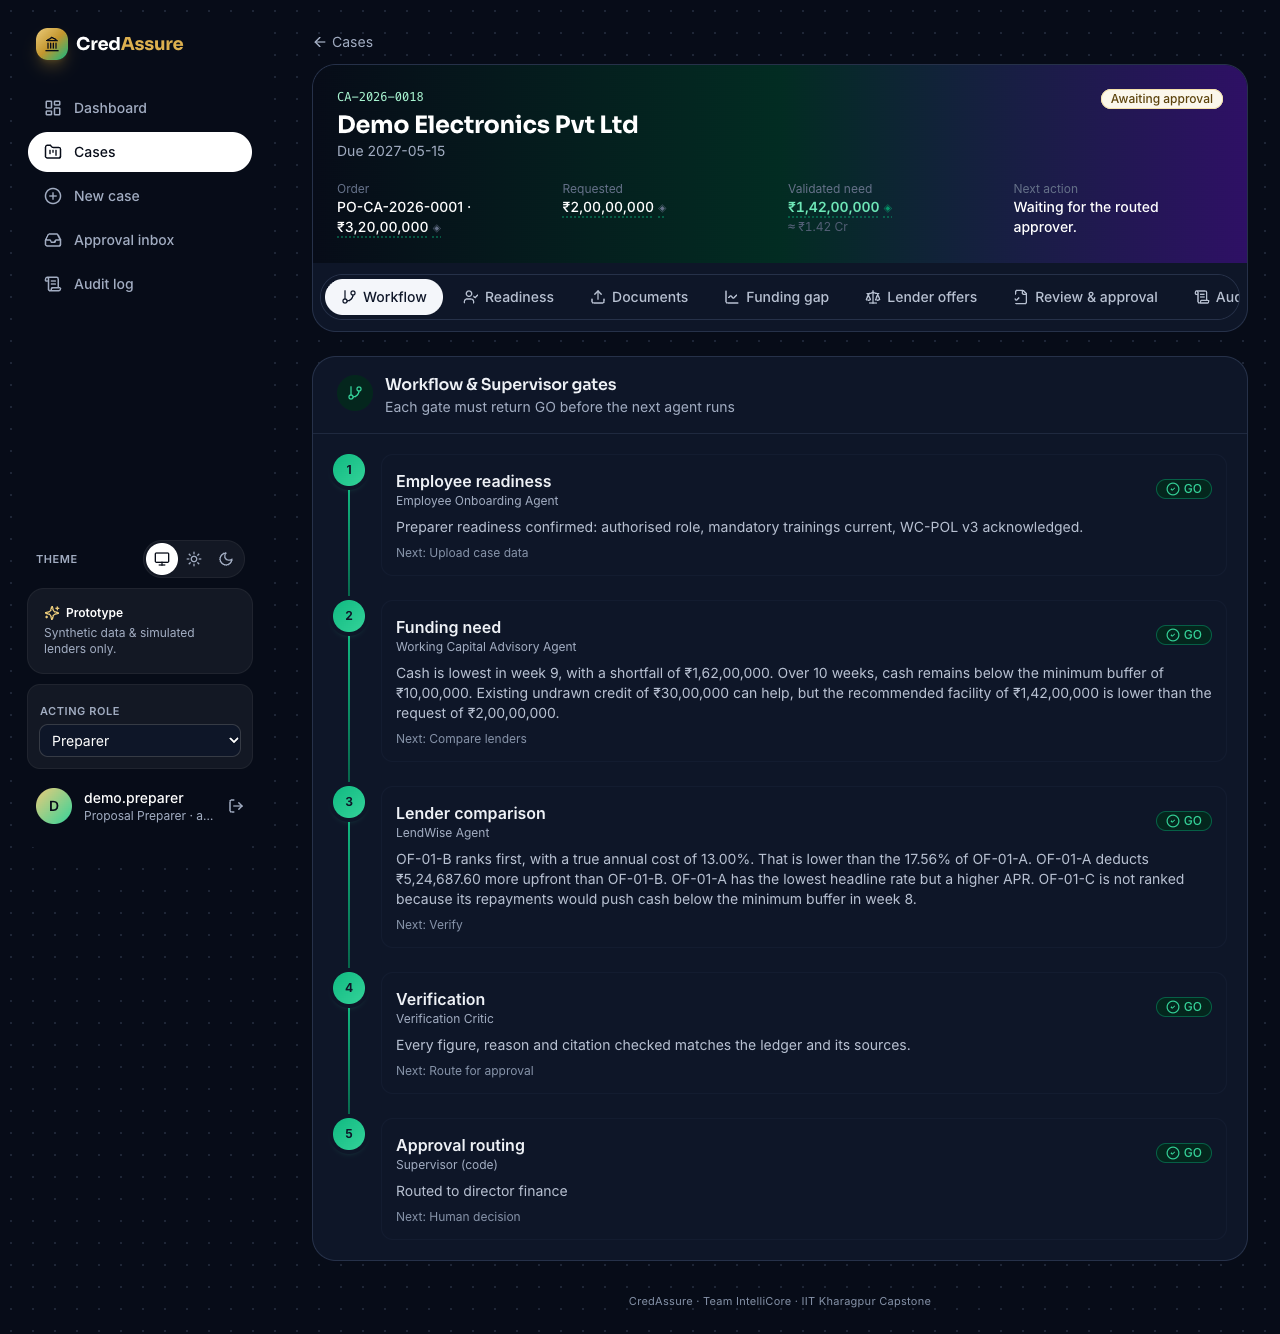 CredAssure
Dashboard
Cases
New case
Approval inbox
Audit log
THEME
Prototype
Synthetic data & simulated
lenders only.
ACTING ROLE
Preparer
D
demo.preparer
Proposal Preparer · a...
← Cases
CA-2026-0018
Awaiting approval
Demo Electronics Pvt Ltd
Due 2027-05-15
Order
PO-CA-2026-0001 ·
₹3,20,00,000
Requested
₹2,00,00,000
Validated need
₹1,42,00,000
≈ ₹1.42 Cr
Next action
Waiting for the routed
approver.
Workflow
Readiness
Documents
Funding gap
Lender offers
Review & approval
Auc
Workflow & Supervisor gates
Each gate must return GO before the next agent runs
1
Employee readiness
GO
Employee Onboarding Agent
Preparer readiness confirmed: authorised role, mandatory trainings current, WC-POL v3 acknowledged.
Next: Upload case data
2
Funding need
GO
Working Capital Advisory Agent
Cash is lowest in week 9, with a shortfall of ₹1,62,00,000. Over 10 weeks, cash remains below the minimum buffer of
₹10,00,000. Existing undrawn credit of ₹30,00,000 can help, but the recommended facility of ₹1,42,00,000 is lower than the
request of ₹2,00,00,000.
Next: Compare lenders
3
Lender comparison
GO
LendWise Agent
OF-01-B ranks first, with a true annual cost of 13.00%. That is lower than the 17.56% of OF-01-A. OF-01-A deducts
₹5,24,687.60 more upfront than OF-01-B. OF-01-A has the lowest headline rate but a higher APR. OF-01-C is not ranked
because its repayments would push cash below the minimum buffer in week 8.
Next: Verify
4
Verification
GO
Verification Critic
Every figure, reason and citation checked matches the ledger and its sources.
Next: Route for approval
5
Approval routing
GO
Supervisor (code)
Routed to director finance
Next: Human decision
CredAssure · Team IntelliCore · IIT Kharagpur Capstone